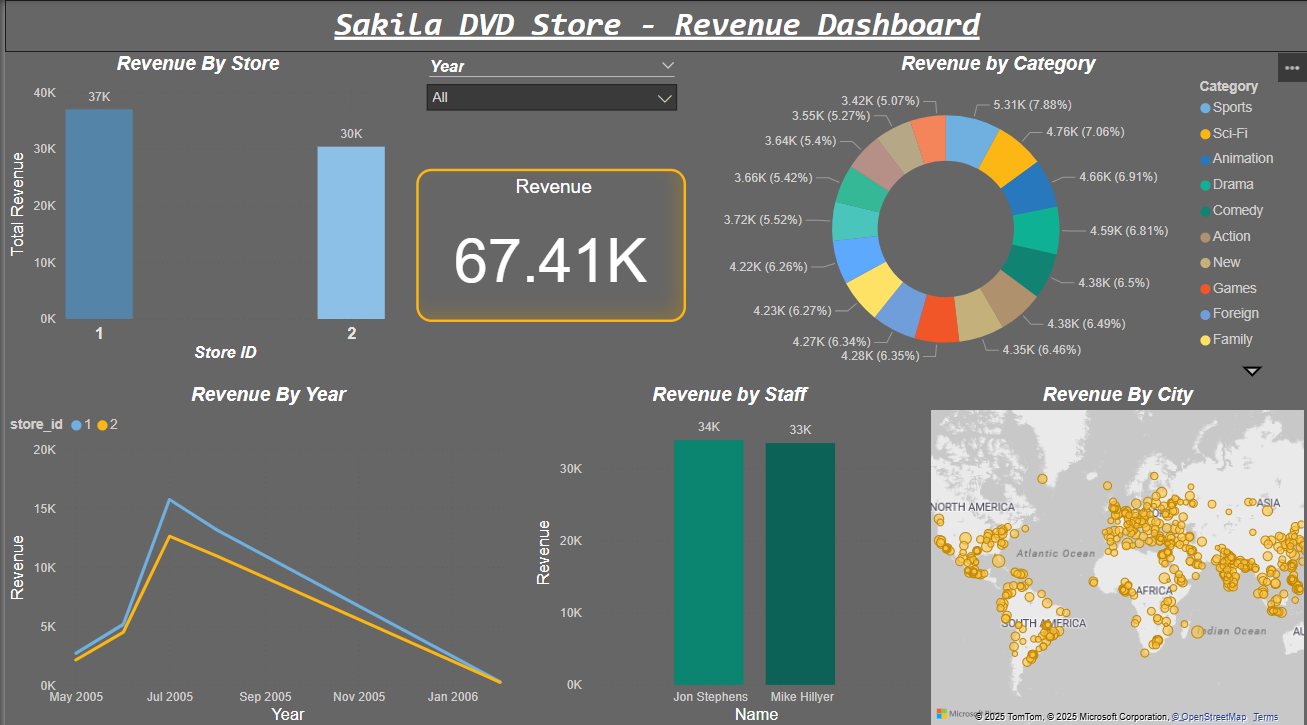 Sakila DVD Store - Revenue Dashboard
Revenue By Store
Total Revenue
40K
30K
20K
10K
0K
37K
30K
1
2
Store ID
Year
All
Revenue
67.41K
Revenue by Category
5.31K (7.88%)
4.76K (7.06%)
4.66K (6.91%)
4.59K (6.81%)
4.38K (6.5%)
4.38K (6.49%)
4.35K (6.46%)
4.28K (6.35%)
4.27K (6.34%)
4.23K (6.27%)
4.22K (6.26%)
3.72K (5.52%)
3.66K (5.42%)
3.64K (5.4%)
3.55K (5.27%)
3.42K (5.07%)
Category
Sports
Sci-Fi
Animation
Drama
Comedy
Action
New
Games
Foreign
Family
Revenue By Year
store_id 1 2
Revenue
20K
15K
10K
5K
0K
May 2005
Jul 2005
Sep 2005
Nov 2005
Jan 2006
Year
Revenue by Staff
Revenue
30K
20K
10K
0K
34K
33K
Jon Stephens
Mike Hillyer
Name
Revenue By City
NORTH AMERICA
ASIA
Atlantic Ocean
AFRICA
SOUTH AMERICA
Indian Ocean
AU
Microsoft
© 2025 TomTom, © 2025 Microsoft Corporation, © OpenStreetMap Terms